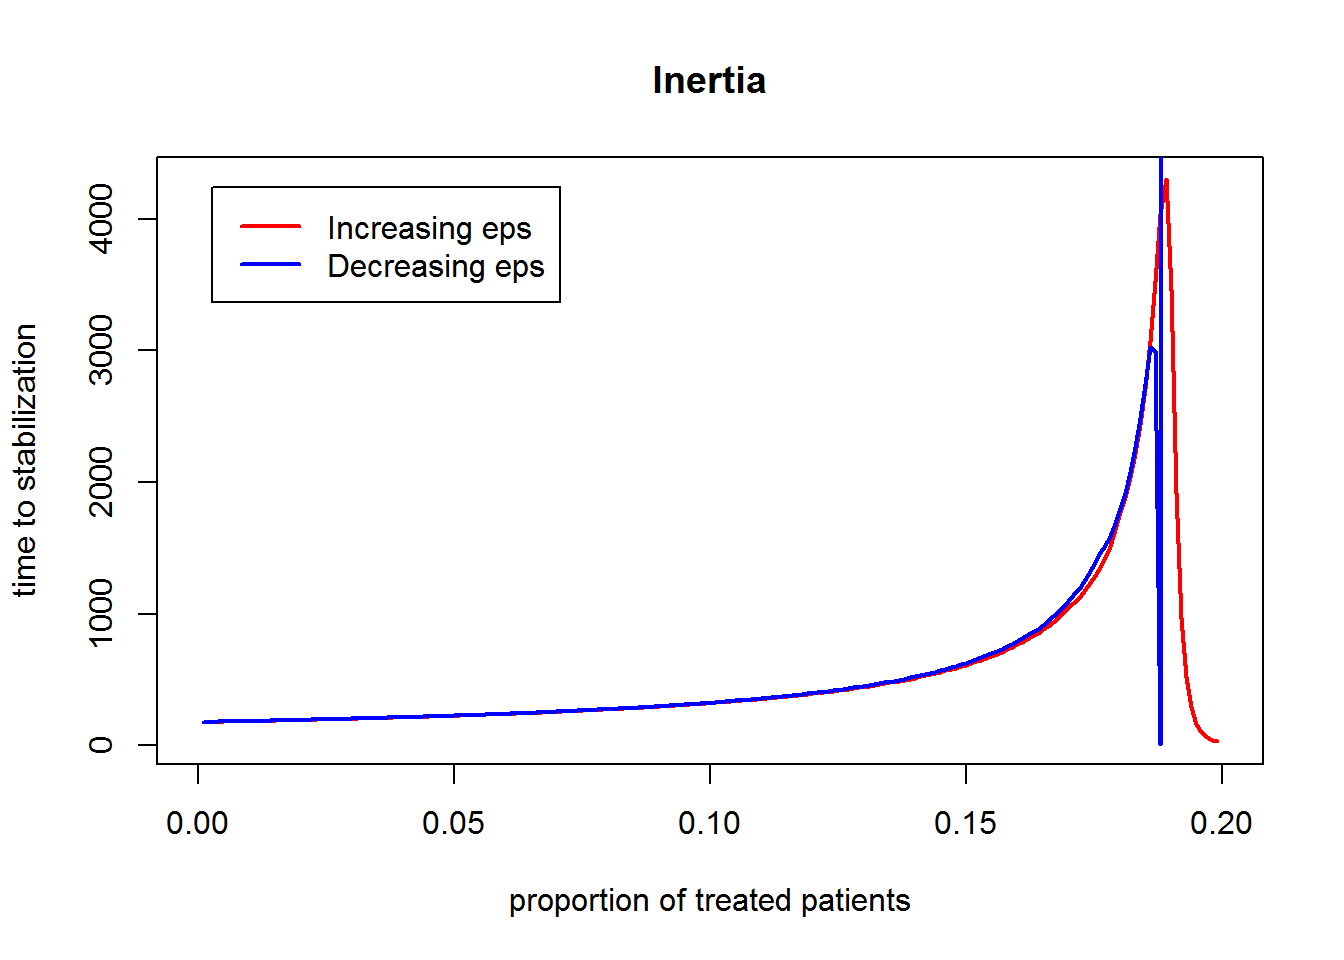 Inertia
Increasing eps
Decreasing eps
time to stabilization
4000
3000
2000
1000
0
0.00 0.05 0.10 0.15 0.20
proportion of treated patients